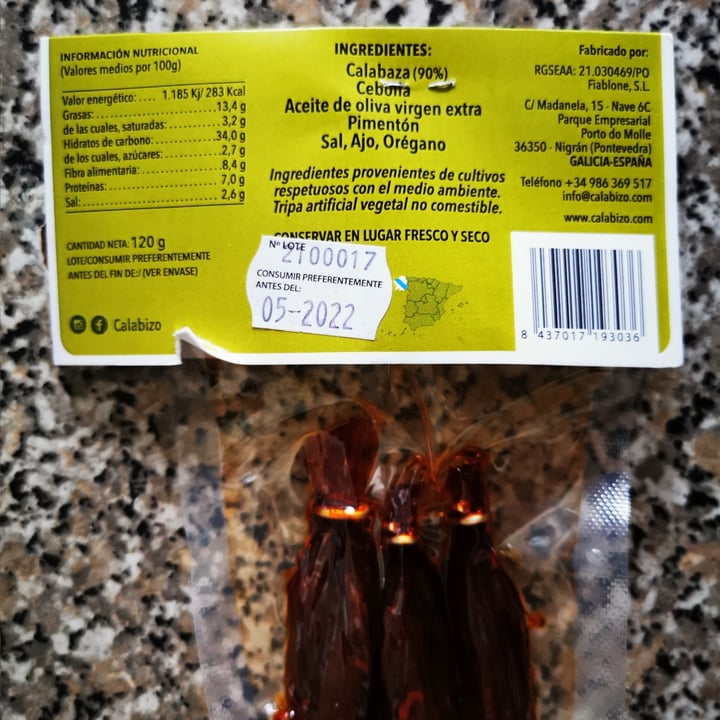 INFORMACIÓN NUTRICIONAL
(Valores medios por 100g)
Valor energético: .... 1.185 Kj/ 283 Kcal
Grasas: ..... 13,4 g
de las cuales, saturadas: ..... 3,2 g
Hidratos de carbono: ..... 34,0 g
de los cuales, azúcares: ..... 2,7 g
Fibra alimentaria: ..... 8,4 g
Proteínas: ..... 7,0 g
Sal: ..... 2,6 g
CANTIDAD NETA: 120 g
LOTE/CONSUMIR PREFERENTEMENTE
ANTES DEL FIN DE:/ (VER ENVASE)
Calabizo
INGREDIENTES:
Calabaza (90%)
Cebolla
Aceite de oliva virgen extra
Pimentón
Sal, Ajo, Orégano
Ingredientes provenientes de cultivos
respetuosos con el medio ambiente.
Tripa artificial vegetal no comestible.
CONSERVAR EN LUGAR FRESCO Y SECO
Nº LOTE
2100017
CONSUMIR PREFERENTEMENTE
ANTES DEL:
05-2022
Fabricado por:
RGSEAA: 21.030469/PO
Fiablone, S.L.
C/ Madanela, 15 - Nave 6C
Parque Empresarial
Porto do Molle
36350 - Nigrán (Pontevedra)
GALICIA-ESPAÑA
Teléfono +34 986 369 517
info@calabizo.com
www.calabizo.com
8 437017 193036